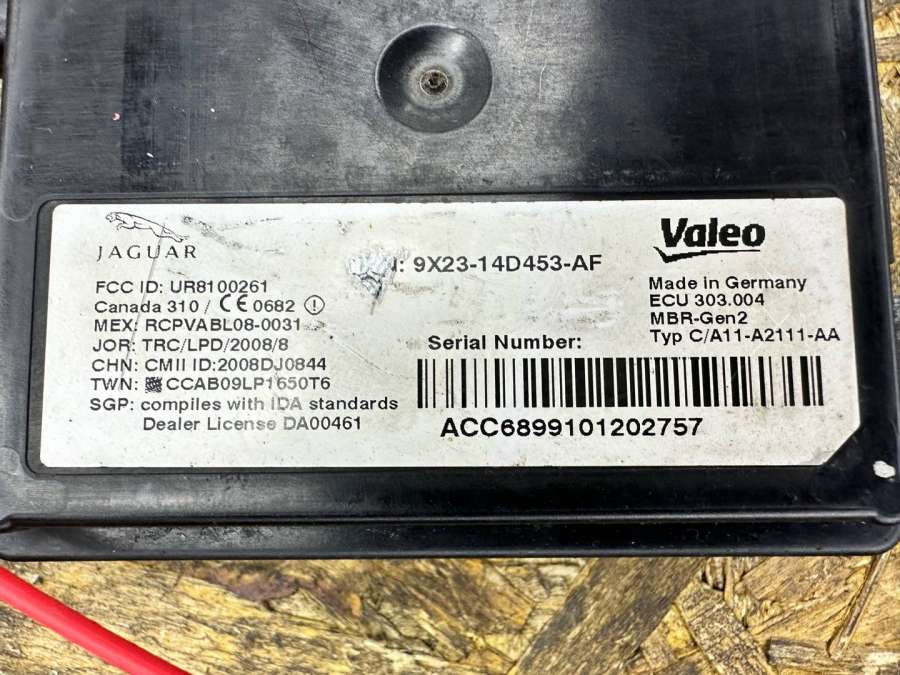 JAGUAR
FCC ID: UR8100261
Canada 310 / CE 0682
MEX: RCPVABL08-0031
JOR: TRC/LPD/2008/8
CHN: CMII ID:2008DJ0844
TWN: CCAB09LP1650T6
SGP: compiles with IDA standards
Dealer License DA00461
N: 9X23-14D453-AF
Serial Number:
ACC6899101202757
Valeo
Made in Germany
ECU 303.004
MBR-Gen2
Typ C/A11-A2111-AA